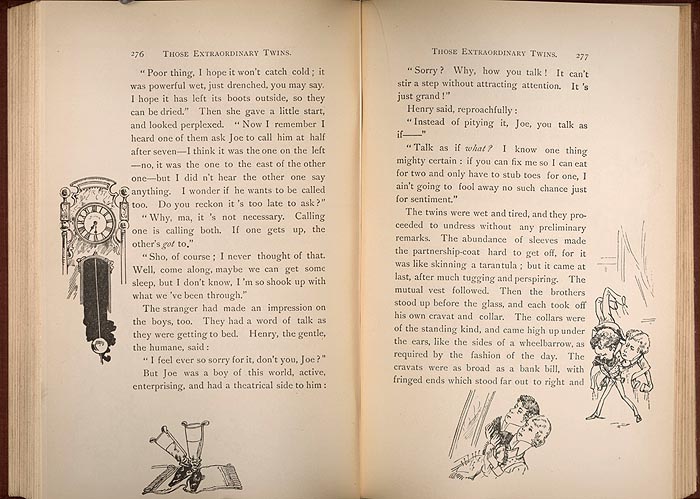 276 THOSE EXTRAORDINARY TWINS.
"Poor thing, I hope it won't catch cold; it
was powerful wet, just drenched, you may say.
I hope it has left its boots outside, so they
can be dried." Then she gave a little start,
and looked perplexed. "Now I remember I
heard one of them ask Joe to call him at half
after seven—I think it was the one on the left
—no, it was the one to the east of the other
one—but I did n't hear the other one say
anything. I wonder if he wants to be called
too. Do you reckon it 's too late to ask?"
"Why, ma, it 's not necessary. Calling
one is calling both. If one gets up, the
other's got to."
"Sho, of course; I never thought of that.
Well, come along, maybe we can get some
sleep, but I don't know, I 'm so shook up with
what we 've been through."
The stranger had made an impression on
the boys, too. They had a word of talk as
they were getting to bed. Henry, the gentle,
the humane, said:
"I feel ever so sorry for it, don't you, Joe?"
But Joe was a boy of this world, active,
enterprising, and had a theatrical side to him:
THOSE EXTRAORDINARY TWINS. 277
"Sorry? Why, how you talk! It can't
stir a step without attracting attention. It 's
just grand!"
Henry said, reproachfully:
"Instead of pitying it, Joe, you talk as
if——"
"Talk as if what? I know one thing
mighty certain: if you can fix me so I can eat
for two and only have to stub toes for one, I
ain't going to fool away no such chance just
for sentiment."
The twins were wet and tired, and they pro-
ceeded to undress without any preliminary
remarks. The abundance of sleeves made
the partnership-coat hard to get off, for it
was like skinning a tarantula; but it came at
last, after much tugging and perspiring. The
mutual vest followed. Then the brothers
stood up before the glass, and each took off
his own cravat and collar. The collars were
of the standing kind, and came high up under
the ears, like the sides of a wheelbarrow, as
required by the fashion of the day. The
cravats were as broad as a bank bill, with
fringed ends which stood far out to right and